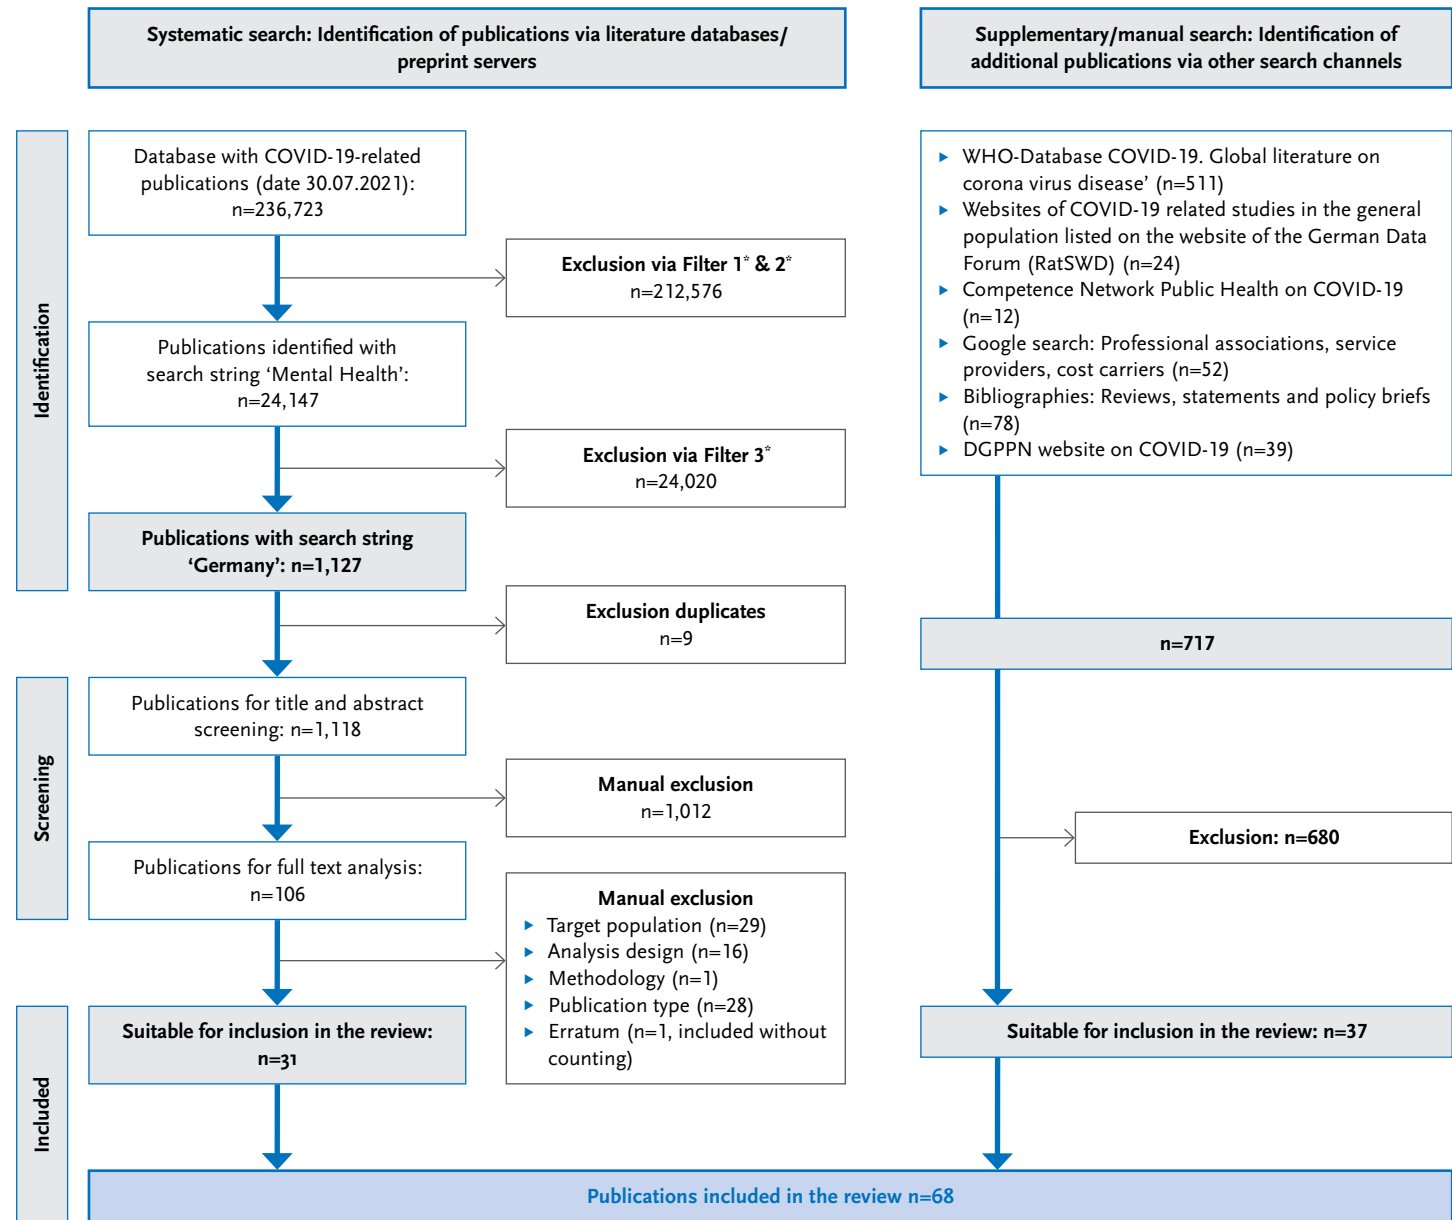 Systematic search: Identification of publications via literature databases/
preprint servers
Supplementary/manual search: Identification of
additional publications via other search channels
Identification
Database with COVID-19-related
publications (date 30.07.2021):
n=236,723
Exclusion via Filter 1* & 2*
n=212,576
Publications identified with
search string ‘Mental Health’:
n=24,147
Exclusion via Filter 3*
n=24,020
Publications with search string
‘Germany’: n=1,127
Exclusion duplicates
n=9
▸ WHO-Database COVID-19. Global literature on
corona virus disease’ (n=511)
▸ Websites of COVID-19 related studies in the general
population listed on the website of the German Data
Forum (RatSWD) (n=24)
▸ Competence Network Public Health on COVID-19
(n=12)
▸ Google search: Professional associations, service
providers, cost carriers (n=52)
▸ Bibliographies: Reviews, statements and policy briefs
(n=78)
▸ DGPPN website on COVID-19 (n=39)
n=717
Screening
Publications for title and abstract
screening: n=1,118
Manual exclusion
n=1,012
Publications for full text analysis:
n=106
Manual exclusion
▸ Target population (n=29)
▸ Analysis design (n=16)
▸ Methodology (n=1)
▸ Publication type (n=28)
▸ Erratum (n=1, included without
counting)
Exclusion: n=680
Included
Suitable for inclusion in the review:
n=31
Suitable for inclusion in the review: n=37
Publications included in the review n=68